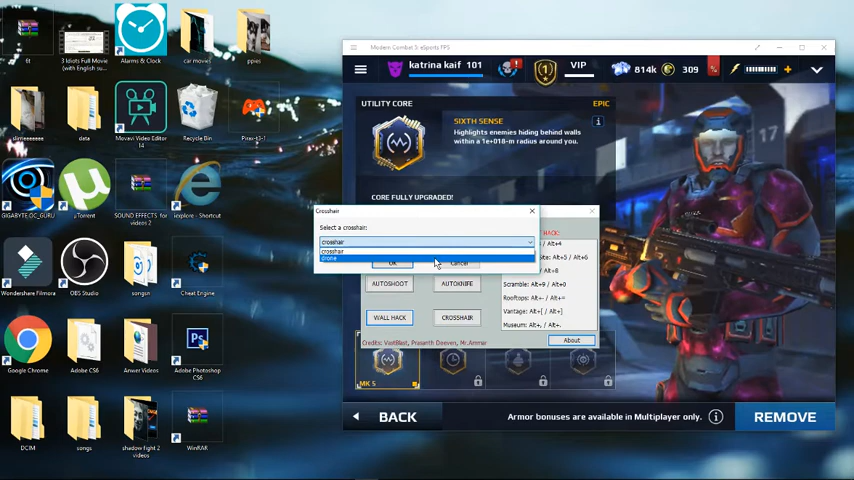 6t
3 Idiots Full Movie
(with English su...
Alarms & Clock
car movies
ppies
slimeeeeeee
data
Movavi Video Editor
14
Recycle Bin
GIGABYTE OC_GURU
µTorrent
SOUND EFFECTS for
videos 2
iexplore - Shortcut
Wondershare Filmora
OBS Studio
songsn
Cheat Engine
Google Chrome
Adobe CS6
Anwer Videos
Adobe Photoshop
CS6
DCIM
songs
shadow fight 2
videos
WinRAR
Modern Combat 5: eSports FPS
katrina kaif 101
1
VIP
814k
309
%
UTILITY CORE
EPIC
SIXTH SENSE
Highlights enemies hiding behind walls
within a 1e+018-m radius around you.
CORE FULLY UPGRADED!
17
Crosshair
Select a crosshair:
crosshair
crosshair
drone
OK
Cancel
HACK:
Alt+4
Site: Alt+5 / Alt+6
/ Alt+8
Scramble: Alt+9 / Alt+0
Rooftops: Alt+- / Alt+=
Vantage: Alt+[ / Alt+]
Museum: Alt+, / Alt+.
AUTOSHOOT
AUTOKNIFE
WALL HACK
CROSSHAIR
Credits: VastBlast, Prasanth Deeven, Mr.Ammar
About
MK 5
BACK
Armor bonuses are available in Multiplayer only.
REMOVE